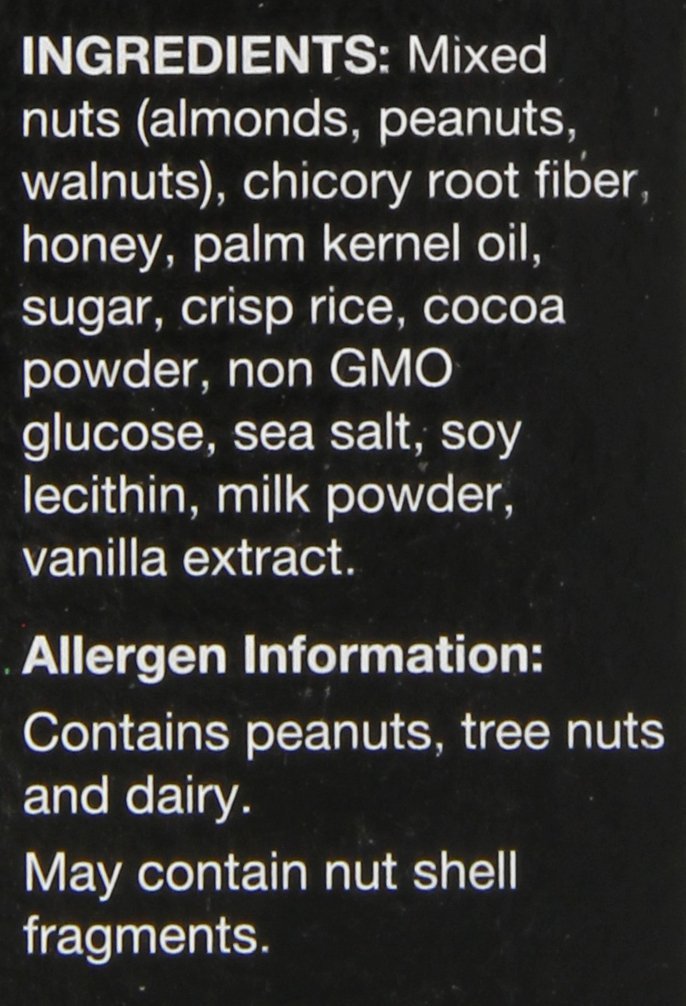 INGREDIENTS: Mixed
nuts (almonds, peanuts,
walnuts), chicory root fiber,
honey, palm kernel oil,
sugar, crisp rice, cocoa
powder, non GMO
glucose, sea salt, soy
lecithin, milk powder,
vanilla extract.
Allergen Information:
Contains peanuts, tree nuts
and dairy.
May contain nut shell
fragments.